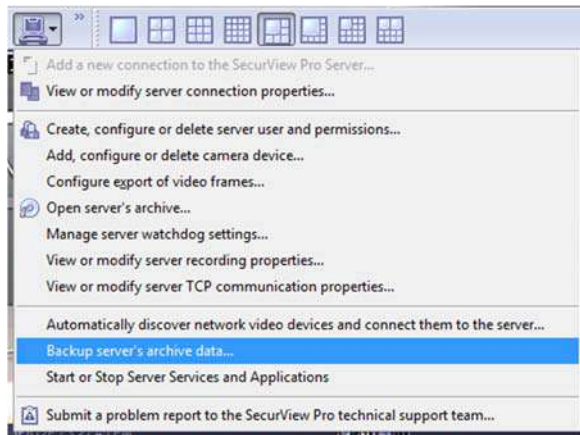 Add a new connection to the SecurView Pro Server...
View or modify server connection properties...
Create, configure or delete server user and permissions...
Add, configure or delete camera device...
Configure export of video frames...
Open server's archive...
Manage server watchdog settings...
View or modify server recording properties...
View or modify server TCP communication properties...
Automatically discover network video devices and connect them to the server...
Backup server's archive data...
Start or Stop Server Services and Applications
Submit a problem report to the SecurView Pro technical support team...